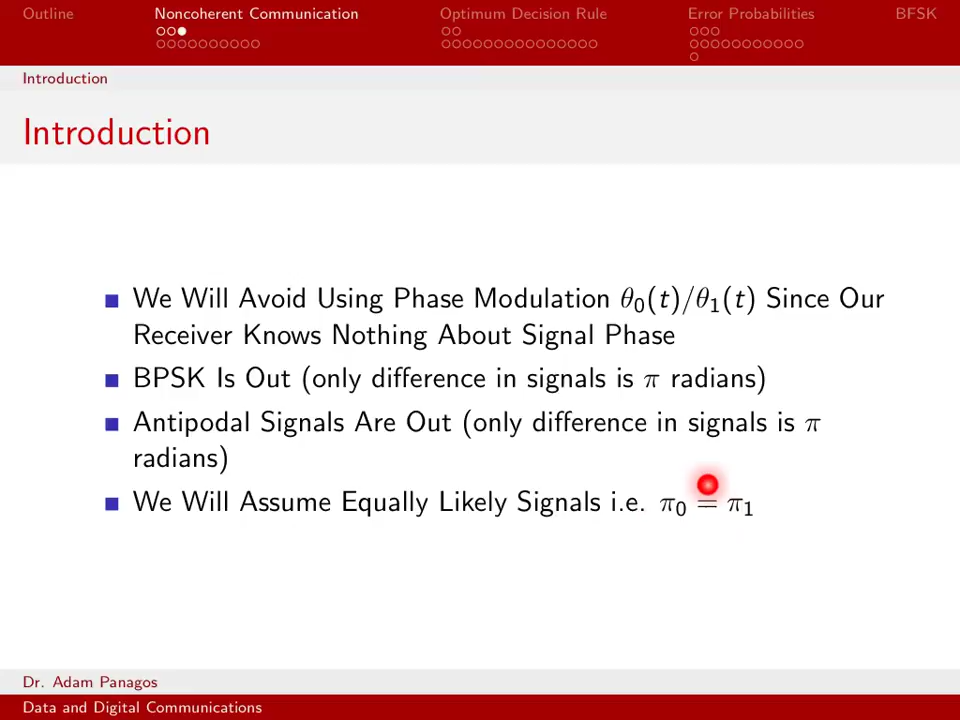 Outline Noncoherent Communication Optimum Decision Rule Error Probabilities BFSK
Introduction
Introduction
We Will Avoid Using Phase Modulation θ₀(t)/θ₁(t) Since Our
Receiver Knows Nothing About Signal Phase
BPSK Is Out (only difference in signals is π radians)
Antipodal Signals Are Out (only difference in signals is π
radians)
We Will Assume Equally Likely Signals i.e. π₀ = π₁
Dr. Adam Panagos
Data and Digital Communications